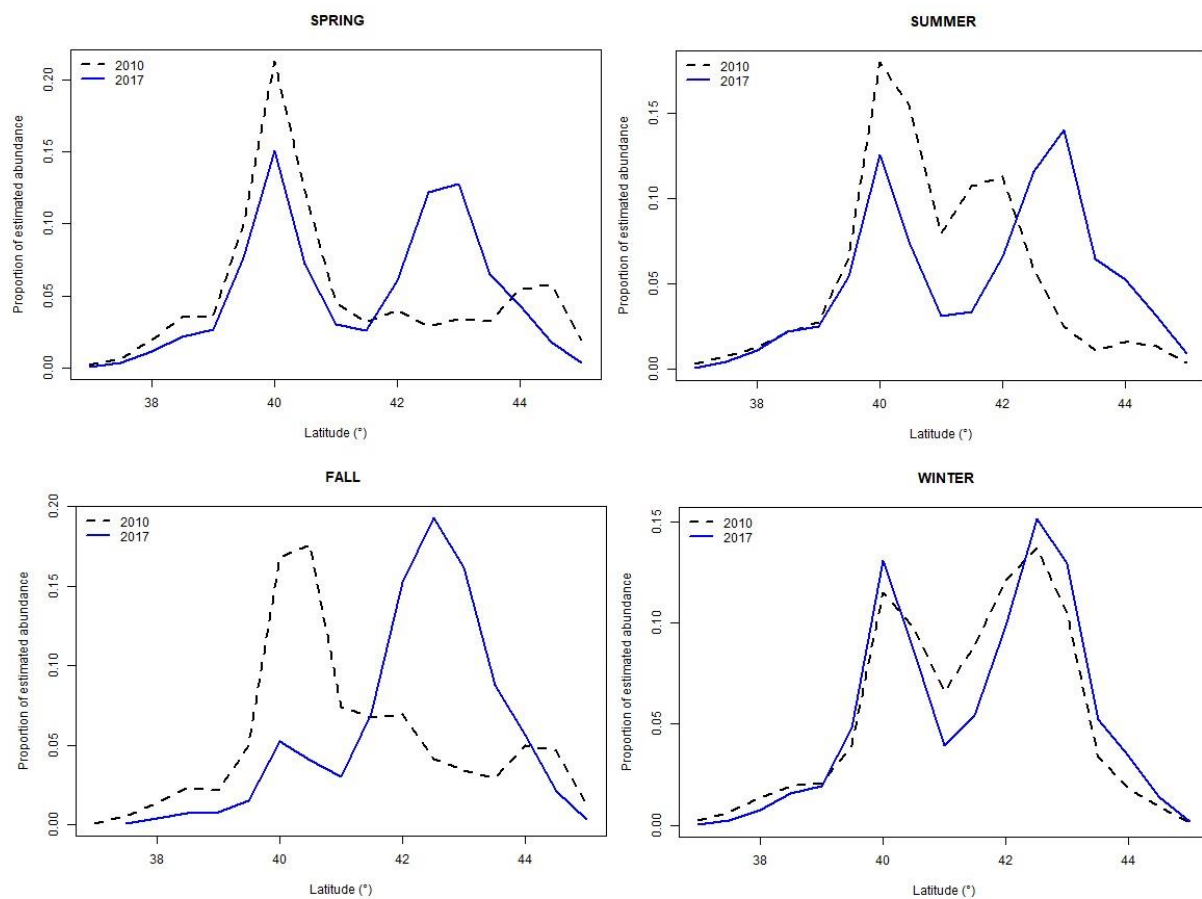 SPRING
2010
2017
Proportion of estimated abundance
0.00 0.05 0.10 0.15 0.20
38 40 42 44
Latitude (°)
SUMMER
2010
2017
Proportion of estimated abundance
0.00 0.05 0.10 0.15
38 40 42 44
Latitude (°)
FALL
2010
2017
Proportion of estimated abundance
0.00 0.05 0.10 0.15 0.20
38 40 42 44
Latitude (°)
WINTER
2010
2017
Proportion of estimated abundance
0.00 0.05 0.10 0.15
38 40 42 44
Latitude (°)